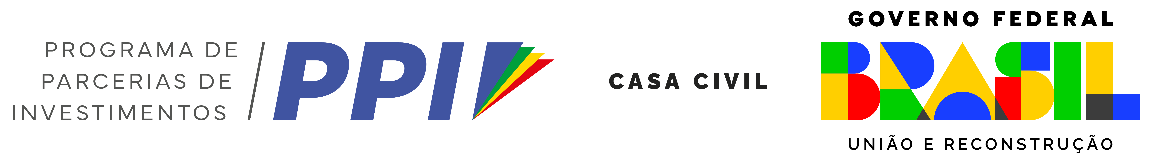 PROGRAMA DE
PARCERIAS DE
INVESTIMENTOS
PPI
CASA CIVIL
GOVERNO FEDERAL
BRASIL
UNIÃO E RECONSTRUÇÃO